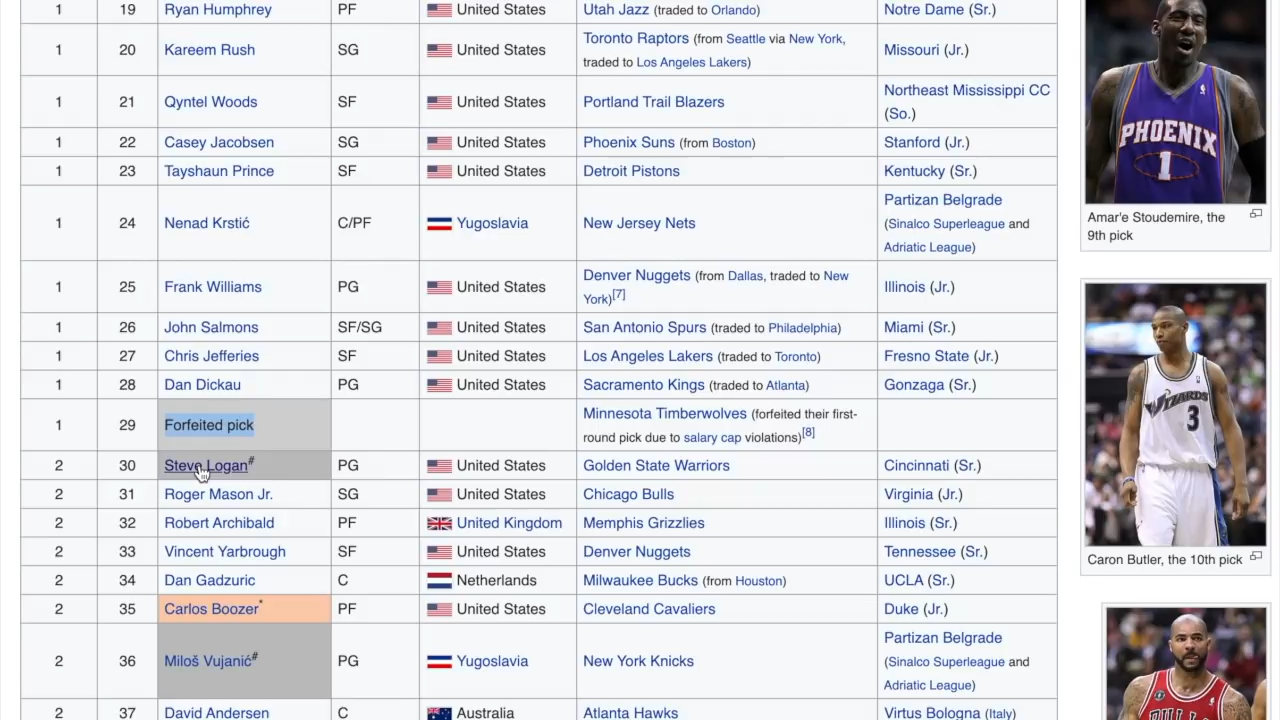 1 19 Ryan Humphrey PF United States Utah Jazz (traded to Orlando) Notre Dame (Sr.)
1 20 Kareem Rush SG United States Toronto Raptors (from Seattle via New York, traded to Los Angeles Lakers) Missouri (Jr.)
1 21 Qyntel Woods SF United States Portland Trail Blazers Northeast Mississippi CC (So.)
1 22 Casey Jacobsen SG United States Phoenix Suns (from Boston) Stanford (Jr.)
1 23 Tayshaun Prince SF United States Detroit Pistons Kentucky (Sr.)
1 24 Nenad Krstić C/PF Yugoslavia New Jersey Nets Partizan Belgrade (Sinalco Superleague and Adriatic League)
1 25 Frank Williams PG United States Denver Nuggets (from Dallas, traded to New York)[7] Illinois (Jr.)
1 26 John Salmons SF/SG United States San Antonio Spurs (traded to Philadelphia) Miami (Sr.)
1 27 Chris Jefferies SF United States Los Angeles Lakers (traded to Toronto) Fresno State (Jr.)
1 28 Dan Dickau PG United States Sacramento Kings (traded to Atlanta) Gonzaga (Sr.)
1 29 Forfeited pick Minnesota Timberwolves (forfeited their first-round pick due to salary cap violations)[8]
2 30 Steve Logan# PG United States Golden State Warriors Cincinnati (Sr.)
2 31 Roger Mason Jr. SG United States Chicago Bulls Virginia (Jr.)
2 32 Robert Archibald PF United Kingdom Memphis Grizzlies Illinois (Sr.)
2 33 Vincent Yarbrough SF United States Denver Nuggets Tennessee (Sr.)
2 34 Dan Gadzuric C Netherlands Milwaukee Bucks (from Houston) UCLA (Sr.)
2 35 Carlos Boozer* PF United States Cleveland Cavaliers Duke (Jr.)
2 36 Miloš Vujanić# PG Yugoslavia New York Knicks Partizan Belgrade (Sinalco Superleague and Adriatic League)
2 37 David Andersen C Australia Atlanta Hawks Virtus Bologna (Italy)
PHOENIX
1
Amar'e Stoudemire, the
9th pick
WIZARDS
3
Caron Butler, the 10th pick